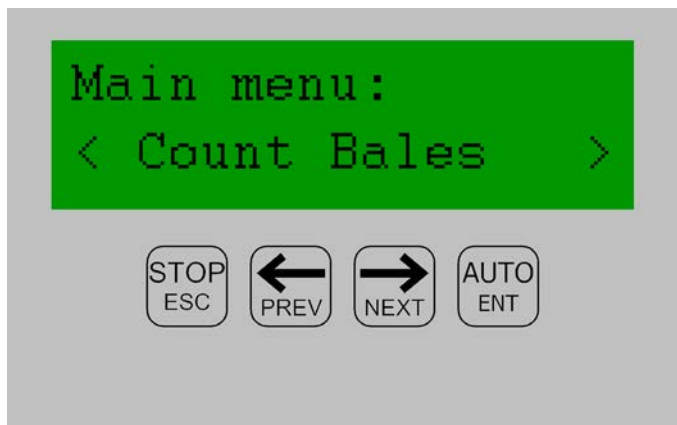 Main menu:
< Count Bales >
STOP PREV NEXT AUTO
ESC ENT